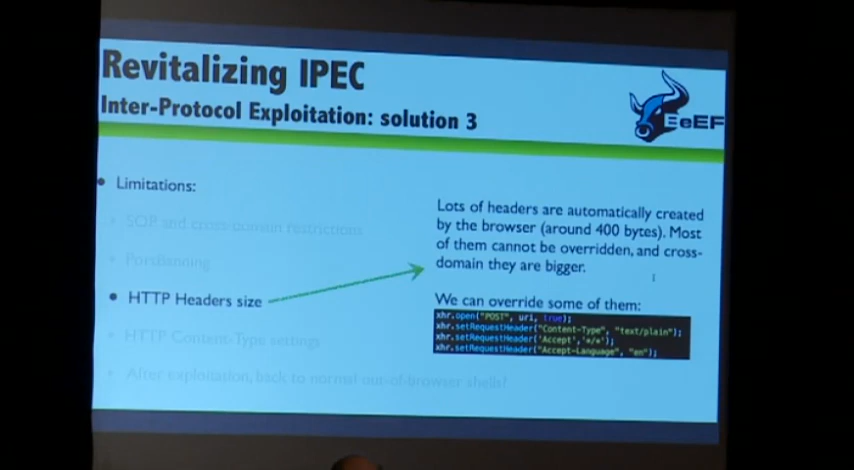 Revitalizing IPEC
Inter-Protocol Exploitation: solution 3
BeEF
• Limitations:
• SOP and cross-domain restrictions
• Portbanning
• HTTP Headers size
• HTTP Content-Type settings
• After exploitation, back to normal out-of-browser shells?
Lots of headers are automatically created
by the browser (around 400 bytes). Most
of them cannot be overridden, and cross-
domain they are bigger.
We can override some of them:
xhr.open("POST", uri, true);
xhr.setRequestHeader("Content-Type", "text/plain");
xhr.setRequestHeader('Accept','*/*');
xhr.setRequestHeader("Accept-Language", "en");